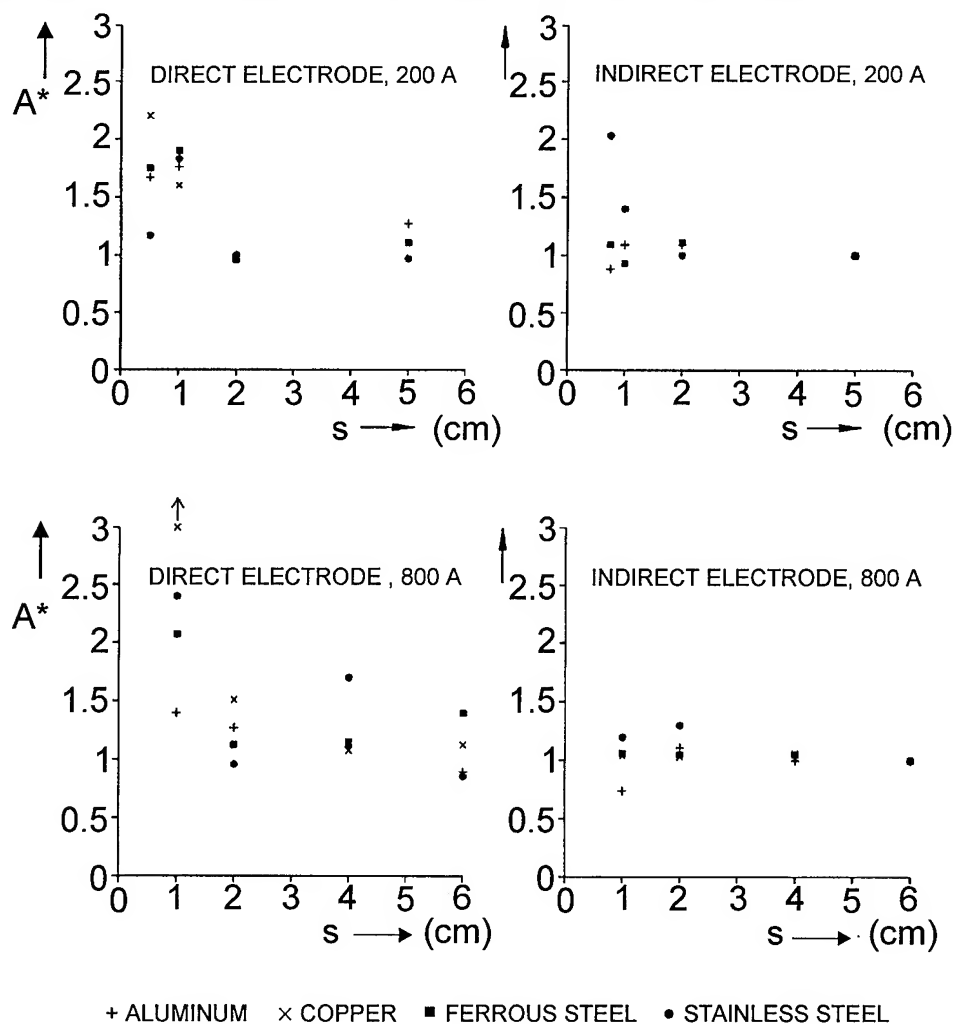 3
2.5
2
1.5
1
0.5
0
A*
DIRECT ELECTRODE, 200 A
0 1 2 3 4 5 6
s (cm)
3
2.5
2
1.5
1
0.5
0
INDIRECT ELECTRODE, 200 A
0 1 2 3 4 5 6
s (cm)
3
2.5
2
1.5
1
0.5
0
A*
DIRECT ELECTRODE , 800 A
0 1 2 3 4 5 6
s (cm)
3
2.5
2
1.5
1
0.5
0
INDIRECT ELECTRODE, 800 A
0 1 2 3 4 5 6
s (cm)
+ ALUMINUM × COPPER ■ FERROUS STEEL ● STAINLESS STEEL